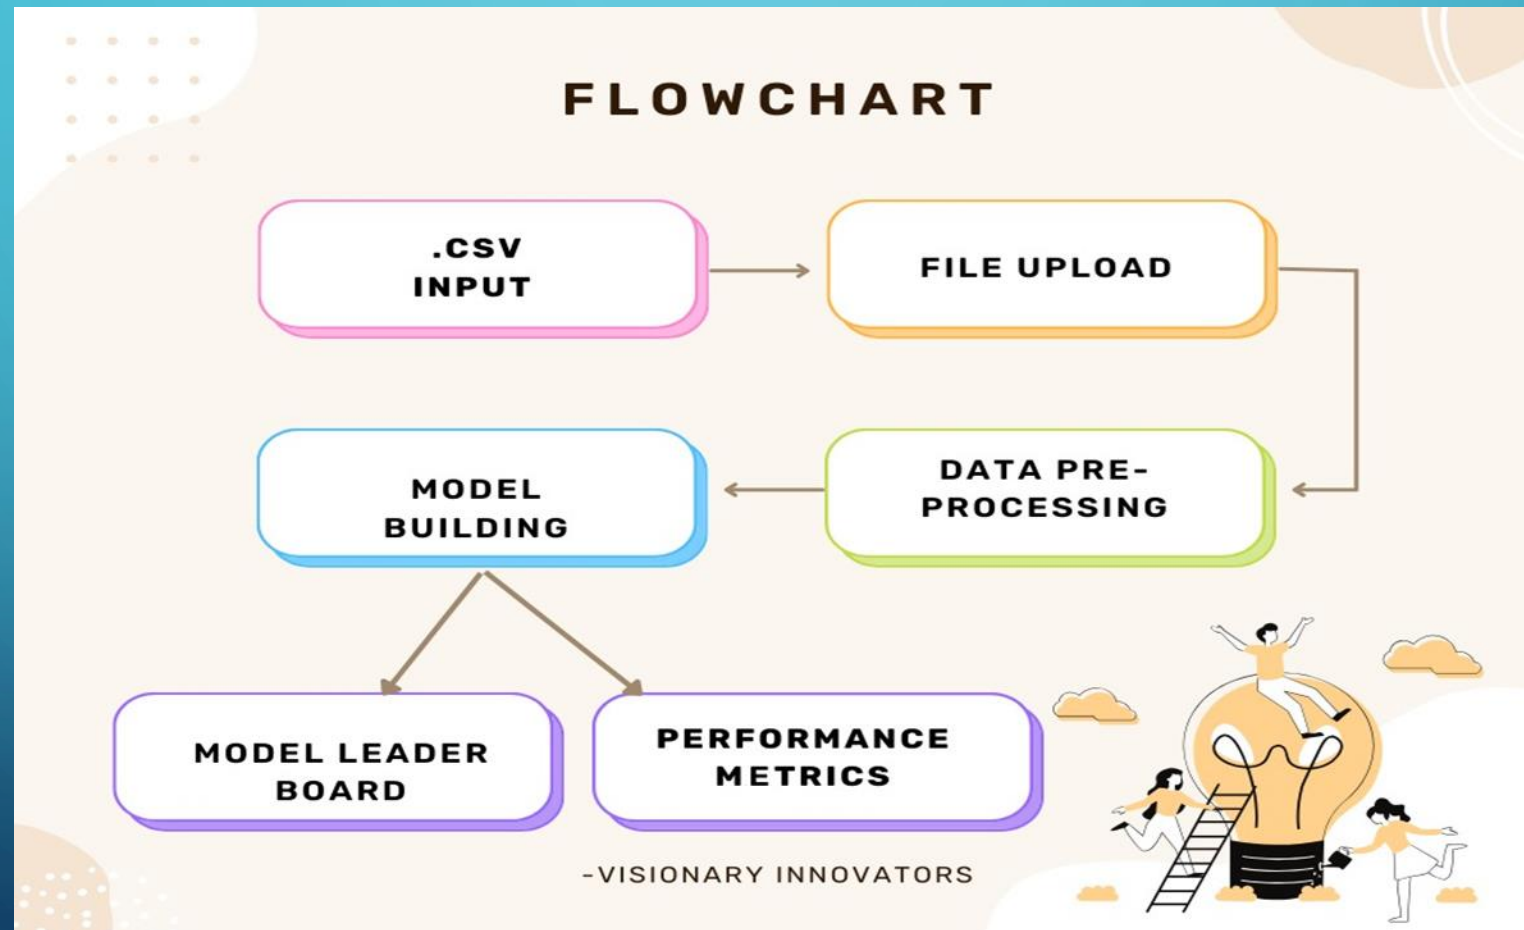 FLOWCHART
.CSV
INPUT
FILE UPLOAD
DATA PRE-
PROCESSING
MODEL
BUILDING
MODEL LEADER
BOARD
PERFORMANCE
METRICS
-VISIONARY INNOVATORS